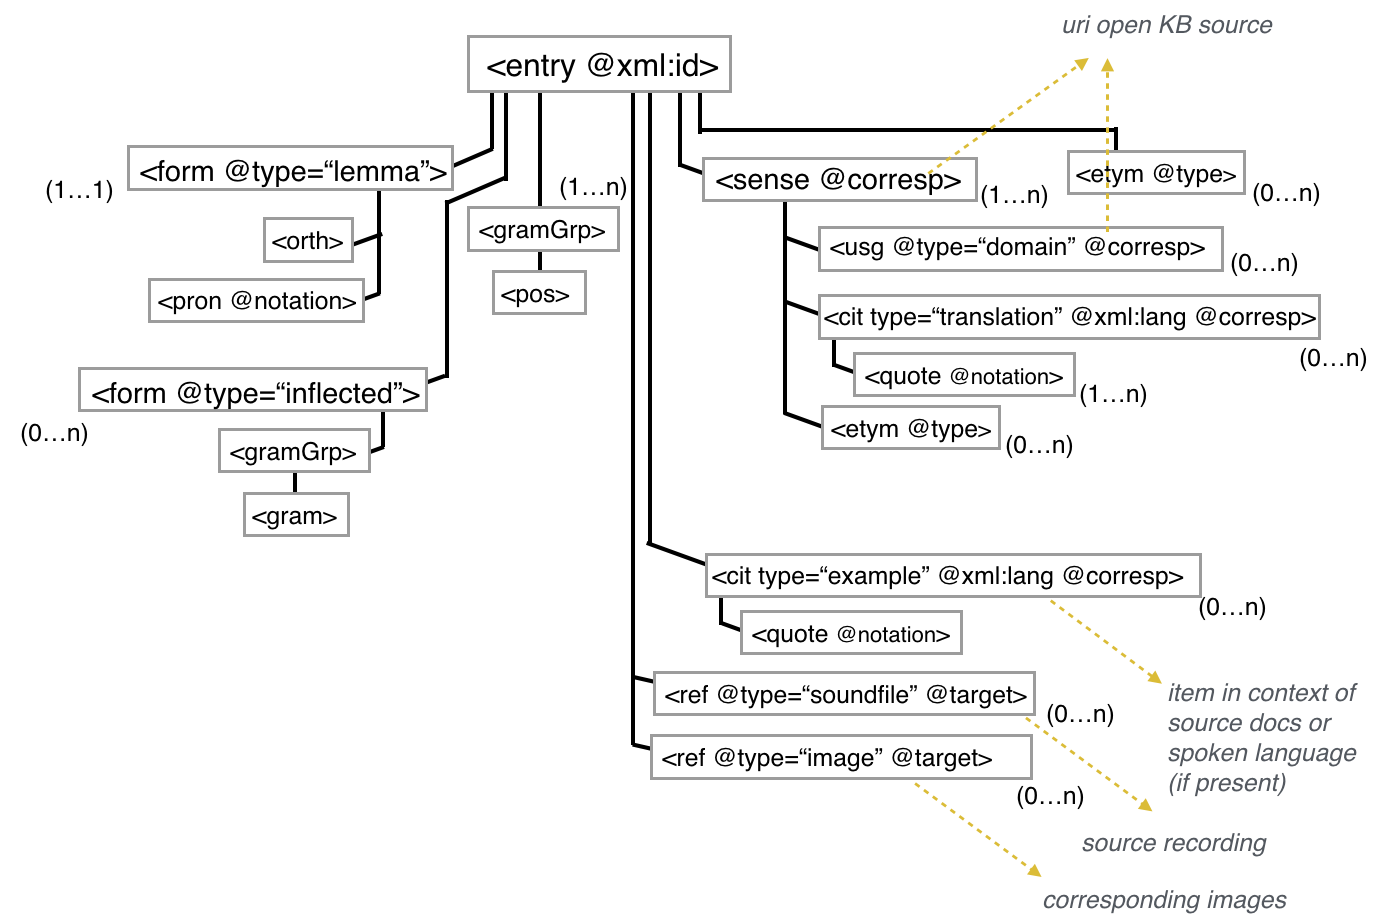 uri open KB source
<entry @xml:id>
<form @type=“lemma”>
(1…1)
<orth>
<pron @notation>
(1…n)
<gramGrp>
<pos>
<form @type=“inflected”>
(0…n)
<gramGrp>
<gram>
<sense @corresp>
(1…n)
<etym @type>
(0…n)
<usg @type=“domain” @corresp>
(0…n)
<cit type=“translation” @xml:lang @corresp>
(0…n)
<quote @notation>
(1…n)
<etym @type>
(0…n)
<cit type=“example” @xml:lang @corresp>
(0…n)
<quote @notation>
<ref @type=“soundfile” @target>
(0…n)
<ref @type=“image” @target>
(0…n)
item in context of
source docs or
spoken language
(if present)
source recording
corresponding images